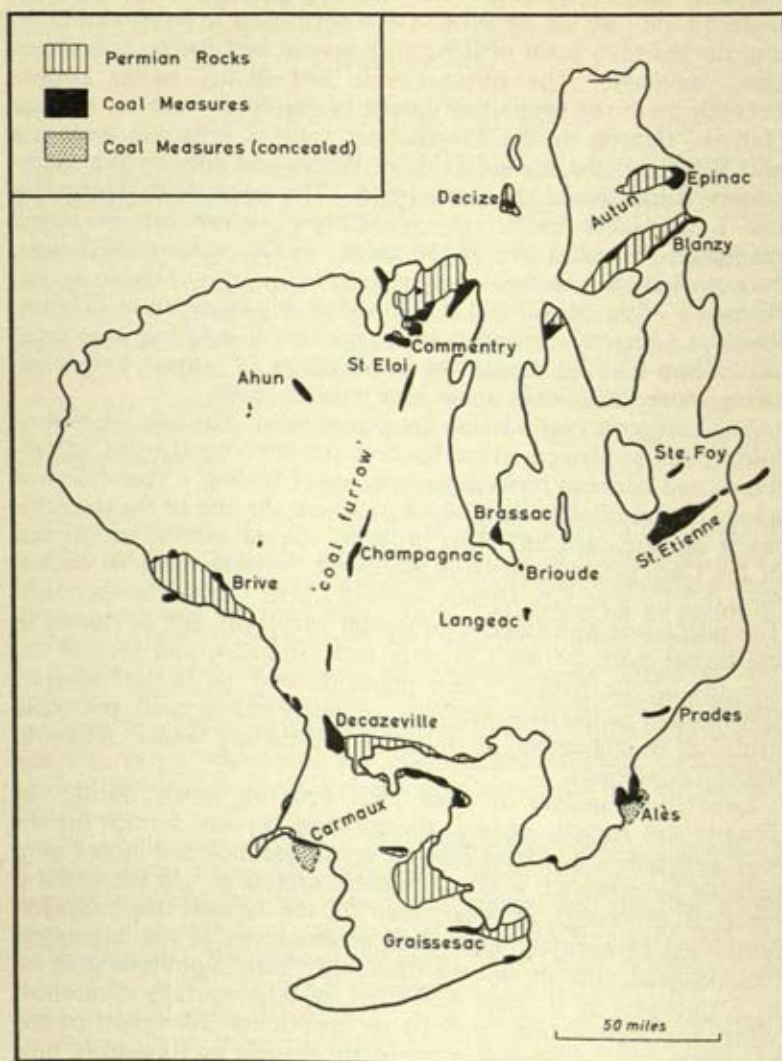 Permian Rocks
Coal Measures
Coal Measures (concealed)
Epinac
Decize
Autun
Blanzy
Commentry
St. Eloi
Ahun
'coal furrow'
Ste. Foy
Brassac
St. Etienne
Champagnac
Brioude
Brive
Langeac
Decazeville
Prades
Carmaux
Alès
Graissesac
50 miles